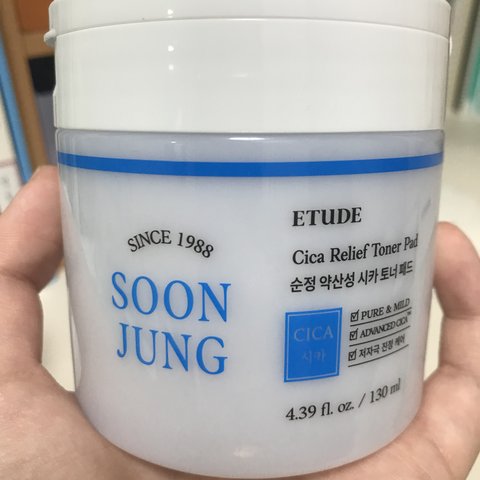 SINCE 1988
SOON
JUNG
ETUDE
Cica Relief Toner Pad
순정 약산성 시카 토너 패드
CICA
시카
PURE & MILD
ADVANCED CICA™
저자극 진정 케어
4.39 fl. oz. / 130 ml